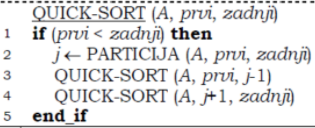 QUICK-SORT (A, prvi, zadnji)
1 if (prvi < zadnji) then
2 j ← PARTICIJA (A, prvi, zadnji)
3 QUICK-SORT (A, prvi, j-1)
4 QUICK-SORT (A, j+1, zadnji)
5 end_if